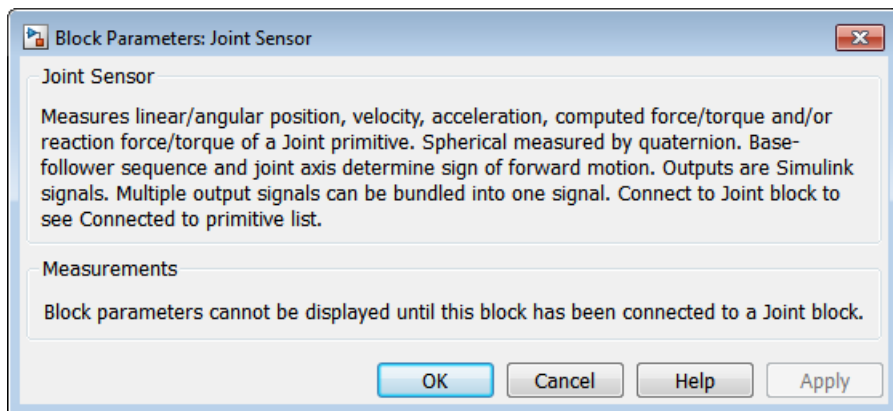 Block Parameters: Joint Sensor
Joint Sensor
Measures linear/angular position, velocity, acceleration, computed force/torque and/or
reaction force/torque of a Joint primitive. Spherical measured by quaternion. Base-
follower sequence and joint axis determine sign of forward motion. Outputs are Simulink
signals. Multiple output signals can be bundled into one signal. Connect to Joint block to
see Connected to primitive list.
Measurements
Block parameters cannot be displayed until this block has been connected to a Joint block.
OK Cancel Help Apply